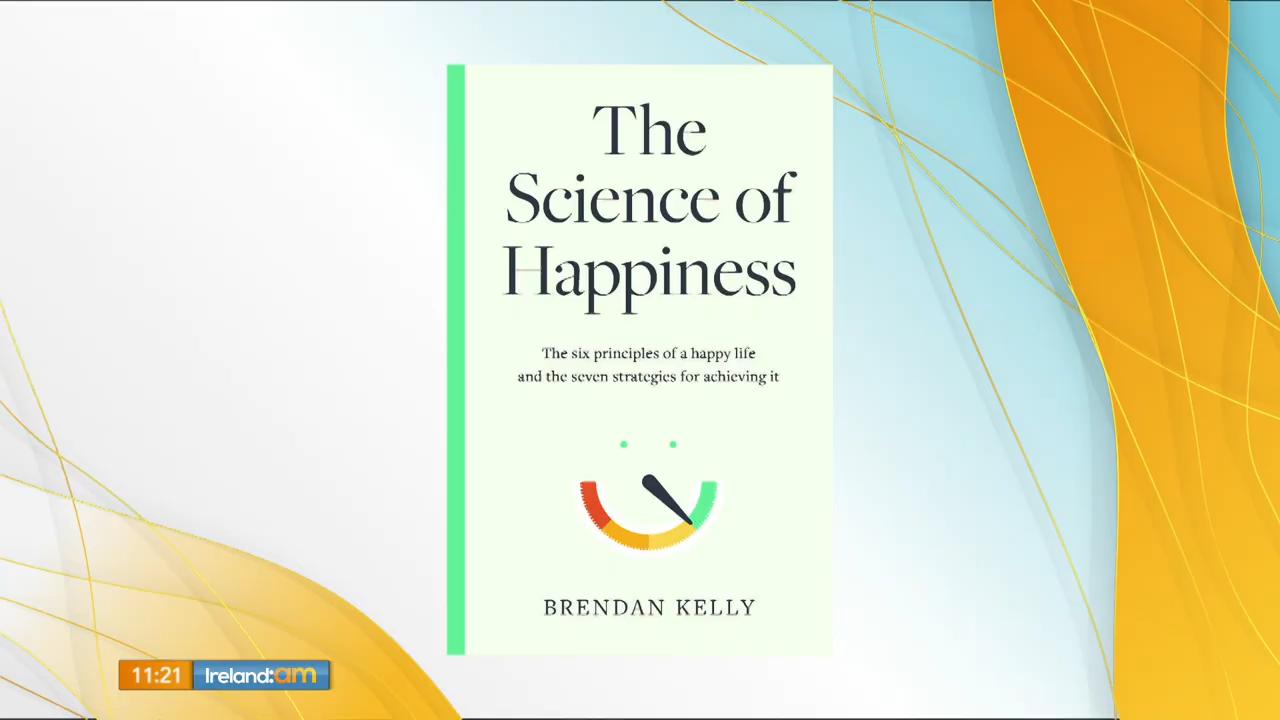 The
Science of
Happiness
The six principles of a happy life
and the seven strategies for achieving it
BRENDAN KELLY
11:21 Ireland:am